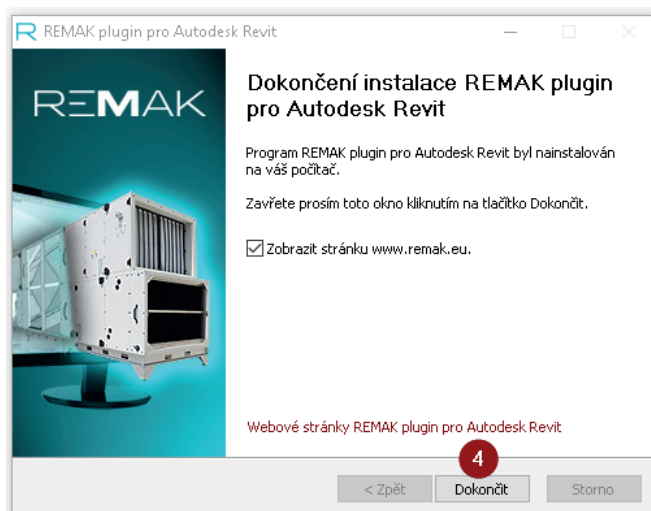 REMAK plugin pro Autodesk Revit
REMAK
Dokončení instalace REMAK plugin
pro Autodesk Revit
Program REMAK plugin pro Autodesk Revit byl nainstalován
na váš počítač.
Zavřete prosím toto okno kliknutím na tlačítko Dokončit.
Zobrazit stránku www.remak.eu.
Webové stránky REMAK plugin pro Autodesk Revit
4
< Zpět Dokončit Storno